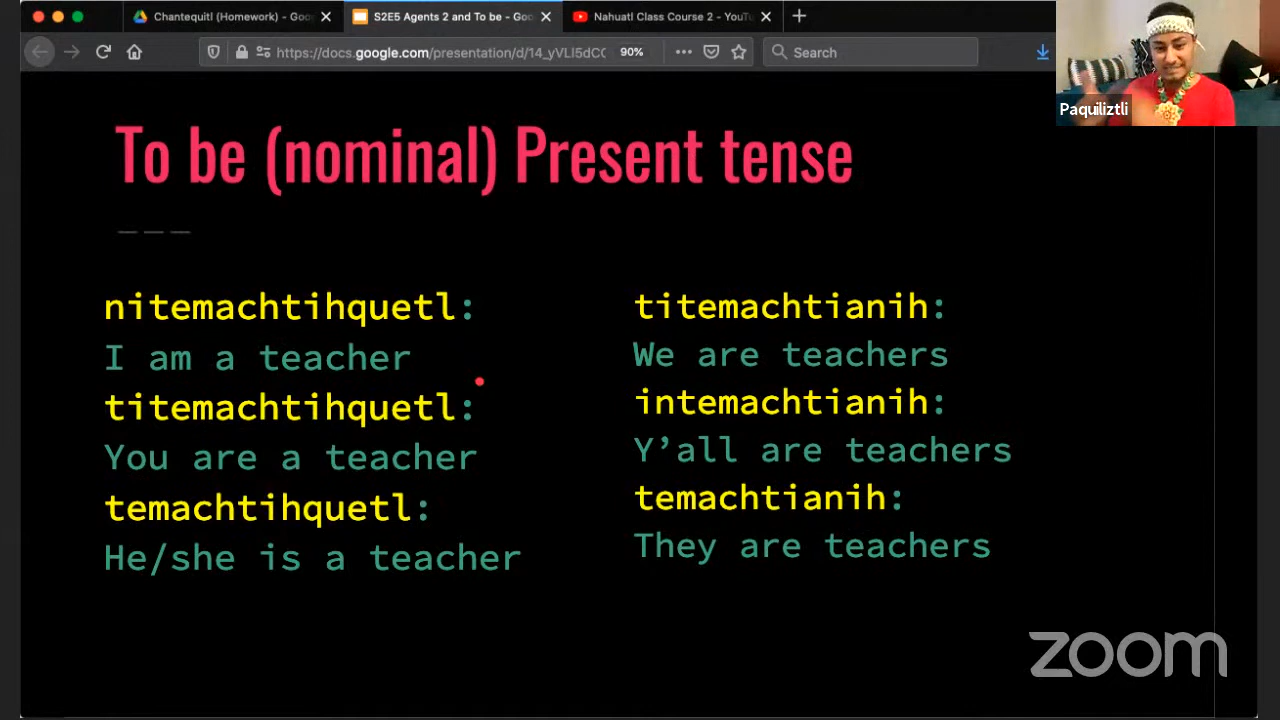 Chantequitl (Homework) - Goo
S2E5 Agents 2 and To be - Goo
Nahuatl Class Course 2 - YouTu
https://docs.google.com/presentation/d/14_yVLI5dCC
90%
Search
Paquiliztli
To be (nominal) Present tense
nitemachtihquetl:
I am a teacher
titemachtihquetl:
You are a teacher
temachtihquetl:
He/she is a teacher
titemachtianih:
We are teachers
intemachtianih:
Y’all are teachers
temachtianih:
They are teachers
zoom